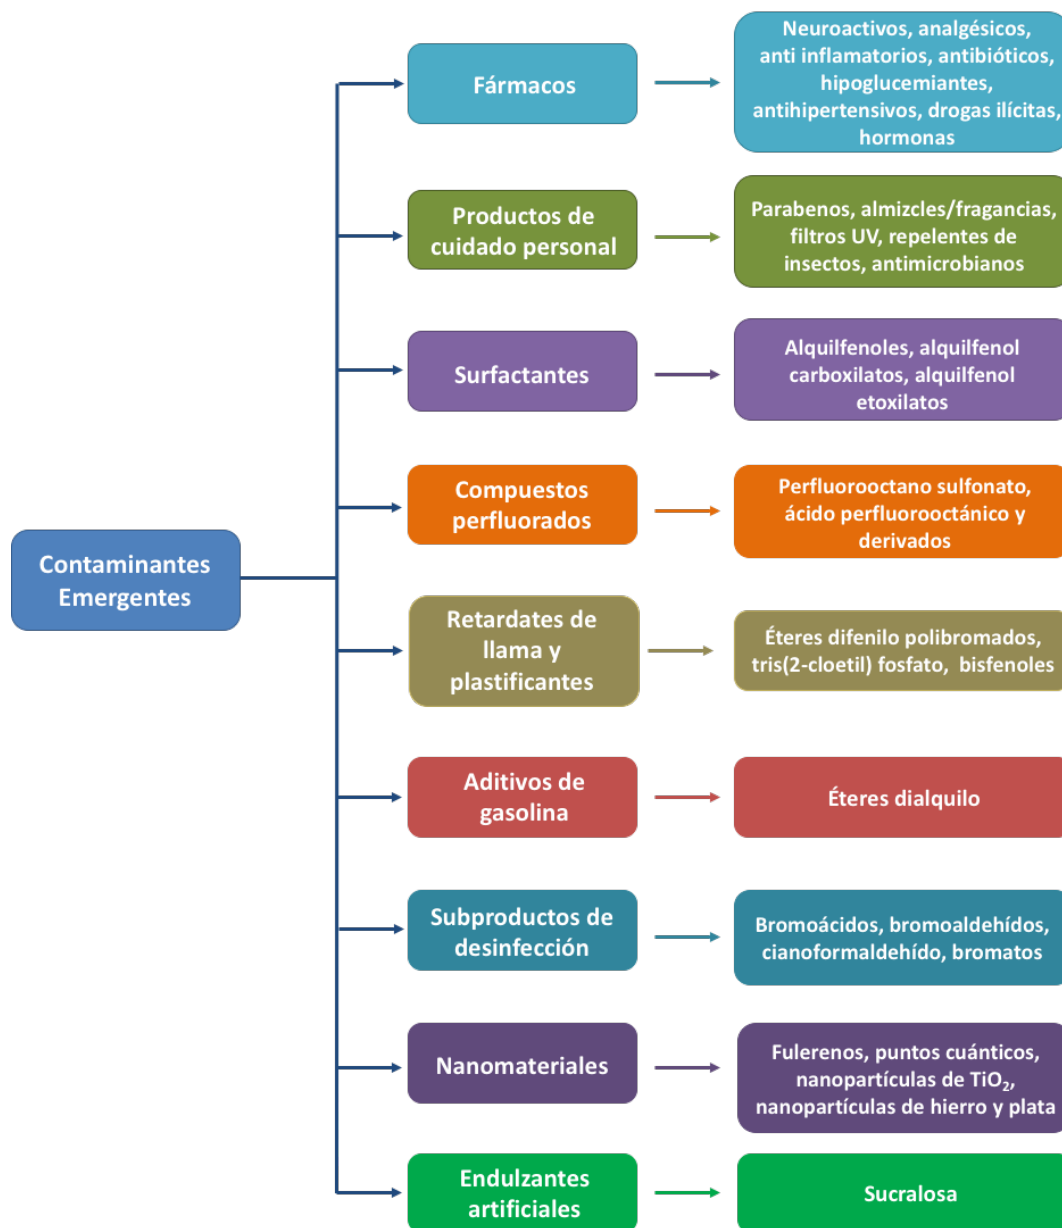 Contaminantes
Emergentes
Fármacos
Neuroactivos, analgésicos,
anti inflamatorios, antibióticos,
hipoglucemiantes,
antihipertensivos, drogas ilícitas,
hormonas
Productos de
cuidado personal
Parabenos, almizcles/fragancias,
filtros UV, repelentes de
insectos, antimicrobianos
Surfactantes
Alquilfenoles, alquilfenol
carboxilatos, alquilfenol
etoxilatos
Compuestos
perfluorados
Perfluorooctano sulfonato,
ácido perfluorooctánico y
derivados
Retardates de
llama y
plastificantes
Éteres difenilo polibromados,
tris(2-cloetil) fosfato, bisfenoles
Aditivos de
gasolina
Éteres dialquilo
Subproductos de
desinfección
Bromoácidos, bromoaldehídos,
cianoformaldehído, bromatos
Nanomateriales
Fulerenos, puntos cuánticos,
nanopartículas de TiO₂,
nanopartículas de hierro y plata
Endulzantes
artificiales
Sucralosa